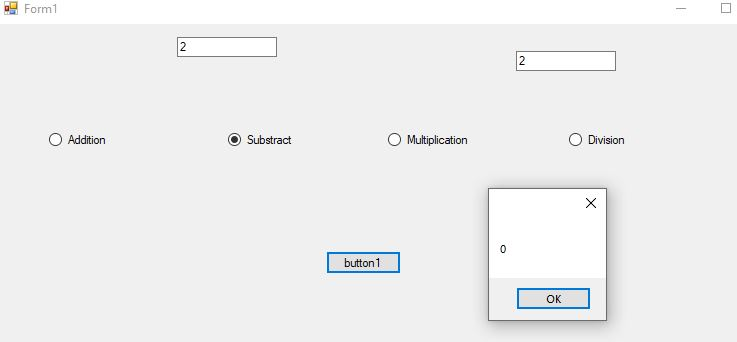 Form1
2
2
Addition Substract Multiplication Division
0
button1
OK